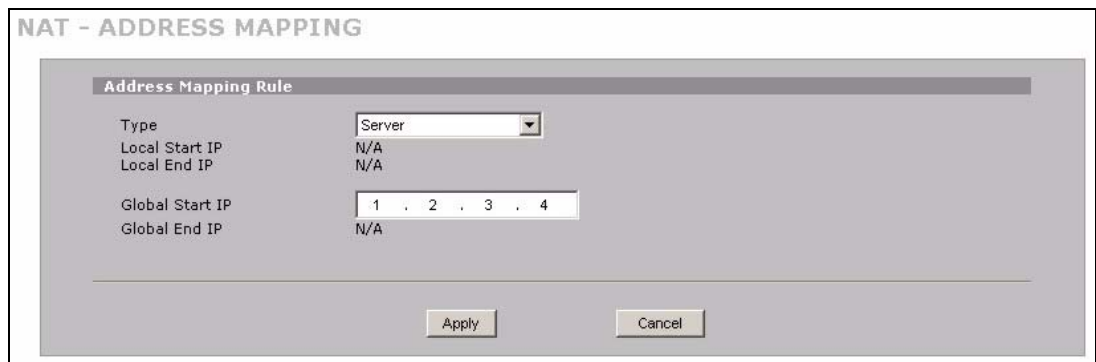 NAT - ADDRESS MAPPING
Address Mapping Rule
Type Server
Local Start IP N/A
Local End IP N/A
Global Start IP 1 . 2 . 3 . 4
Global End IP N/A
Apply Cancel